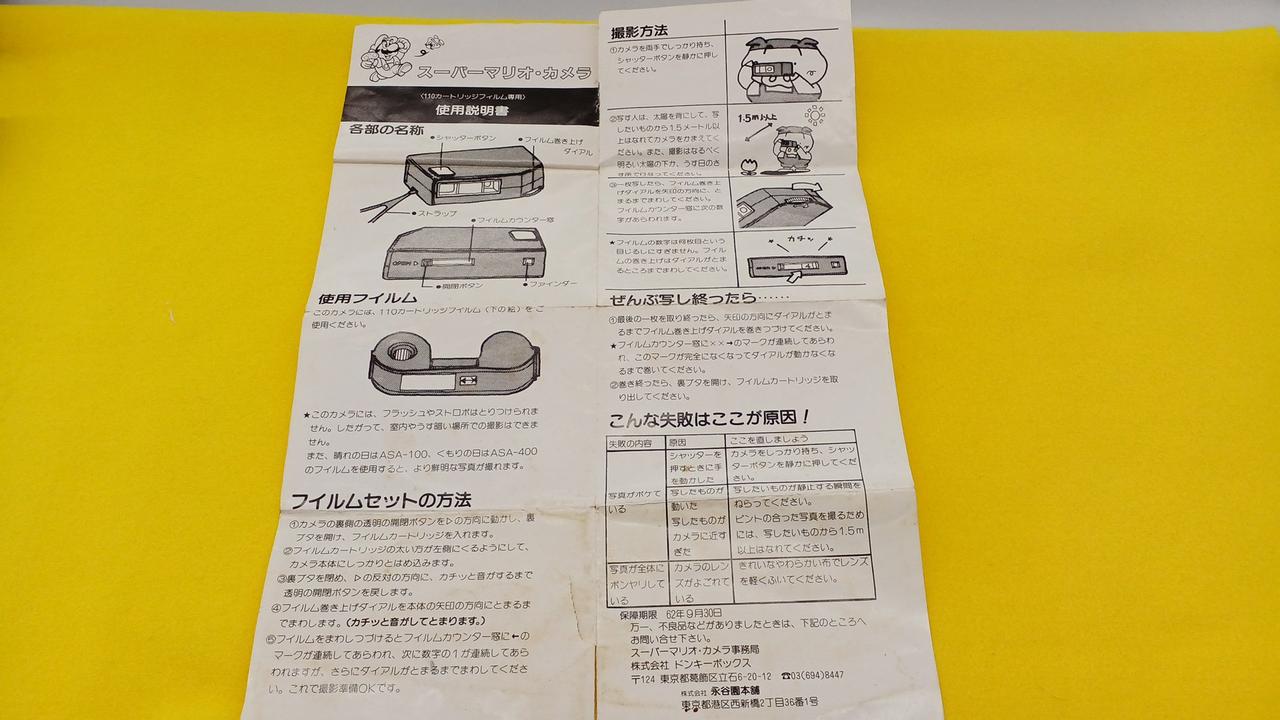 スーパーマリオ・カメラ
〈110カートリッジフィルム専用〉
使用説明書
各部の名称
●シャッターボタン
●フイルム巻き上げ
ダイアル
●ストラップ
●フイルムカウンター窓
OPEN ▷
●開閉ボタン
●ファインダー
使用フイルム
このカメラには、110カートリッジフイルム(下の絵)をご
使用ください。
★このカメラには、フラッシュやストロボはとりつけられま
せん。したがって、室内やうす暗い場所での撮影はできま
せん。
また、晴れの日はASA-100、くもりの日はASA-400
のフイルムを使用すると、より鮮明な写真が撮れます。
フイルムセットの方法
①カメラの裏側の透明の開閉ボタンを▷の方向に動かし、裏
ブタを開け、フイルムカートリッジを入れます。
②フイルムカートリッジの太い方が左側にくるようにして、
カメラ本体にしっかりとはめ込みます。
③裏ブタを閉め、▷の反対の方向に、カチッと音がするまで
透明の開閉ボタンを戻します。
④フイルム巻き上げダイアルを本体の矢印の方向にとまるま
でまわします。(カチッと音がしてとまります。)
⑤フイルムをまわしつづけるとフイルムカウンター窓に←の
マークが連続してあらわれ、次に数字の1が連続してあら
われますが、さらにダイアルがとまるまでまわしてくださ
い。これで撮影準備OKです。
撮影方法
①カメラを両手でしっかり持ち、
シャッターボタンを静かに押し
てください。
②写す人は、太陽を背にして、写
したいものから1.5メートル以
上はなれてカメラをかまえてく
ださい。また、撮影はなるべく
明るい太陽の下か、うす日のさ
す所で行なってください。
1.5m以上
③一枚写したら、フイルム巻き上
げダイアルを矢印の方向に、と
まるまでまわしてください。
フイルムカウンター窓に次の数
字があらわれます。
★フイルムの数字は何枚目という
目じるしにすぎません。フイル
ムの巻き上げはダイアルがとま
るところまでまわしてください。
カチッ
ぜんぶ写し終ったら……
①最後の一枚を取り終ったら、矢印の方向にダイアルがとま
るまでフイルム巻き上げダイアルを巻きつづけてください。
★フイルムカウンター窓に××→のマークが連続してあらわ
れ、このマークが完全になくなってダイアルが動かなくな
るまで巻いてください。
②巻き終ったら、裏ブタを開け、フイルムカートリッジを取
り出してください。
こんな失敗はここが原因!
失敗の内容 原因 ここを直しましょう
写真がボケて
いる
シャッターを
押すときに手
を動かした
カメラをしっかり持ち、シャッ
ターボタンを静かに押してくださ
い。
写したものが
動いた
写したいものが静止する瞬間を
ねらってください。
写したものが
カメラに近す
ぎた
ピントの合った写真を撮るため
には、写したいものから1.5m
以上はなれてください。
写真が全体に
ボンヤリして
いる
カメラのレン
ズがよごれて
いる
きれいなやわらかい布でレンズ
を軽くふいてください。
保障期限 62年9月30日
万一、不良品などがありましたときは、下記のところへ
お問い合せ下さい。
スーパーマリオ・カメラ事務局
株式会社 ドンキーボックス
〒124 東京都葛飾区立石6-20-12 ☎03(694)8447
株式会社 永谷園本舗
東京都港区西新橋2丁目36番1号